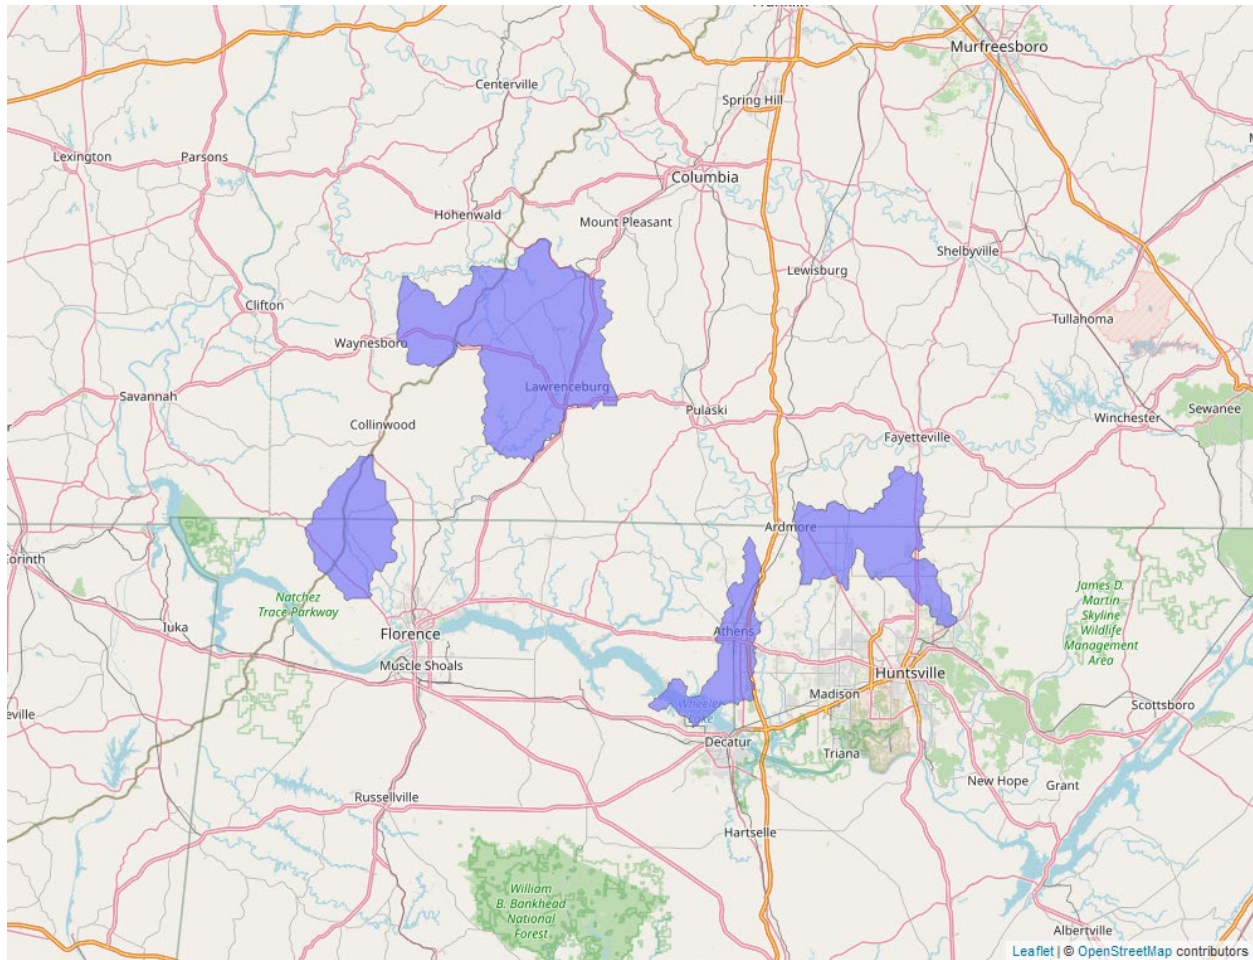 Murfreesboro
Centerville
Spring Hill
Lexington
Parsons
Columbia
Hohenwald
Mount Pleasant
Shelbyville
Lewisburg
Clifton
Tullahoma
Waynesboro
Lawrenceburg
Savannah
Pulaski
Winchester
Sewanee
Collinwood
Fayetteville
Ardmore
orinth
Natchez
Trace Parkway
James D.
Martin
Skyline
Wildlife
Management
Area
Iuka
Florence
Athens
Muscle Shoals
Huntsville
Madison
Wheeler
Lake
Scottsboro
eville
Decatur
Triana
New Hope
Grant
Russellville
Hartselle
William
B. Bankhead
National
Forest
Albertville
Leaflet | © OpenStreetMap contributors